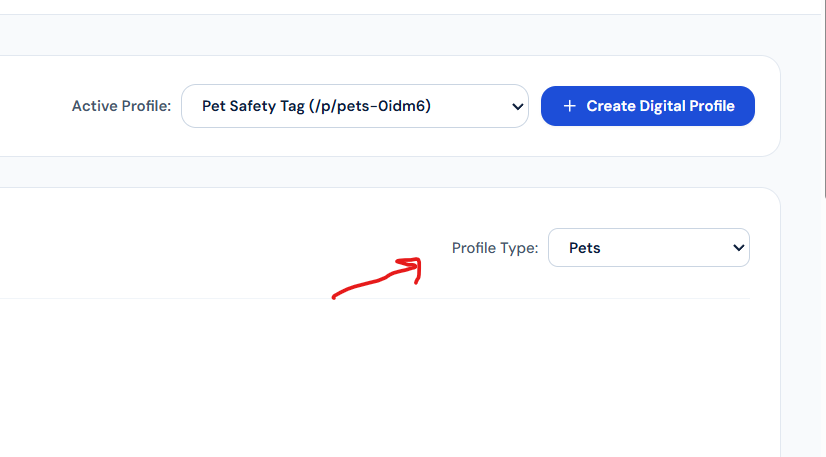 Active Profile: Pet Safety Tag (/p/pets-0idm6) + Create Digital Profile
Profile Type: Pets